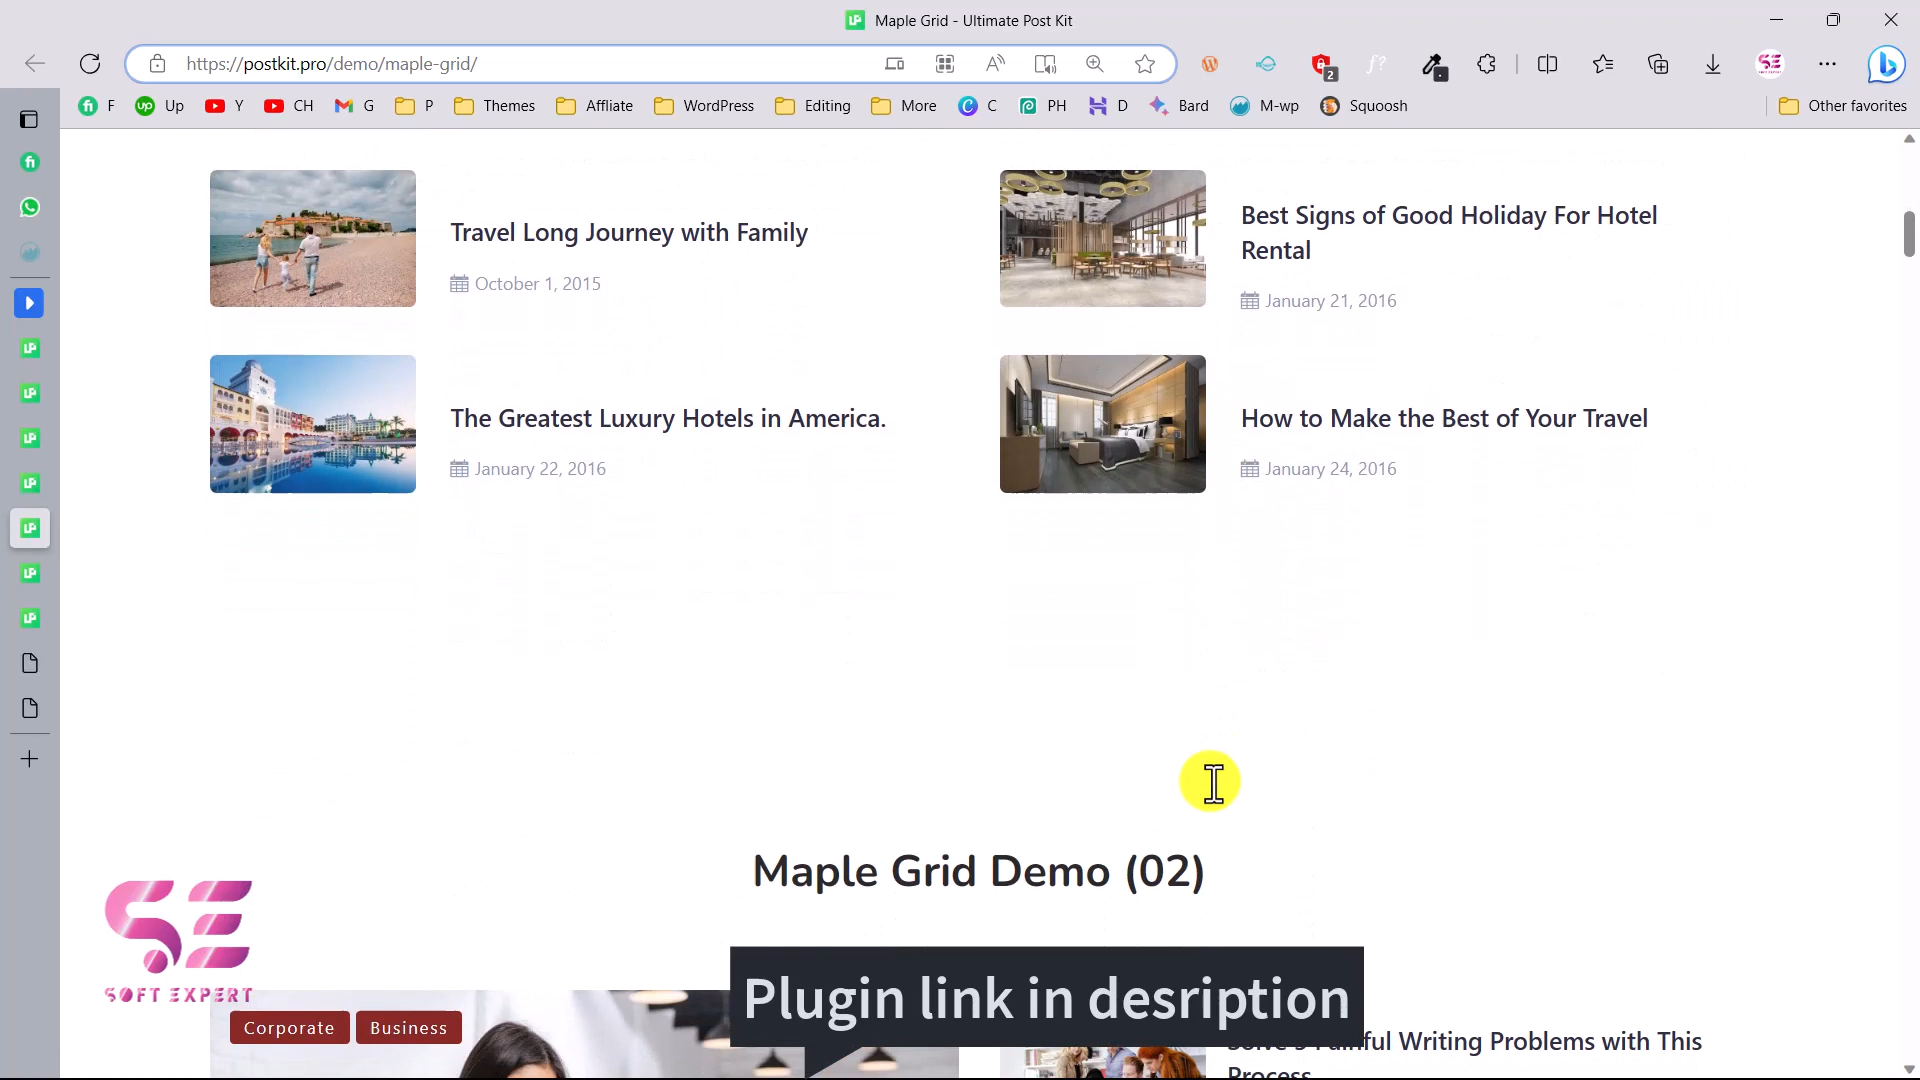 Maple Grid - Ultimate Post Kit
https://postkit.pro/demo/maple-grid/
2
F
Up
Y
CH
G
P
Themes
Affliate
WordPress
Editing
More
C
PH
D
Bard
M-wp
Squoosh
Other favorites
Travel Long Journey with Family
October 1, 2015
Best Signs of Good Holiday For Hotel
Rental
January 21, 2016
The Greatest Luxury Hotels in America.
January 22, 2016
How to Make the Best of Your Travel
January 24, 2016
Maple Grid Demo (02)
SE
SOFT EXPERT
Corporate
Business
Plugin link in desription
Writing Problems with This
Process